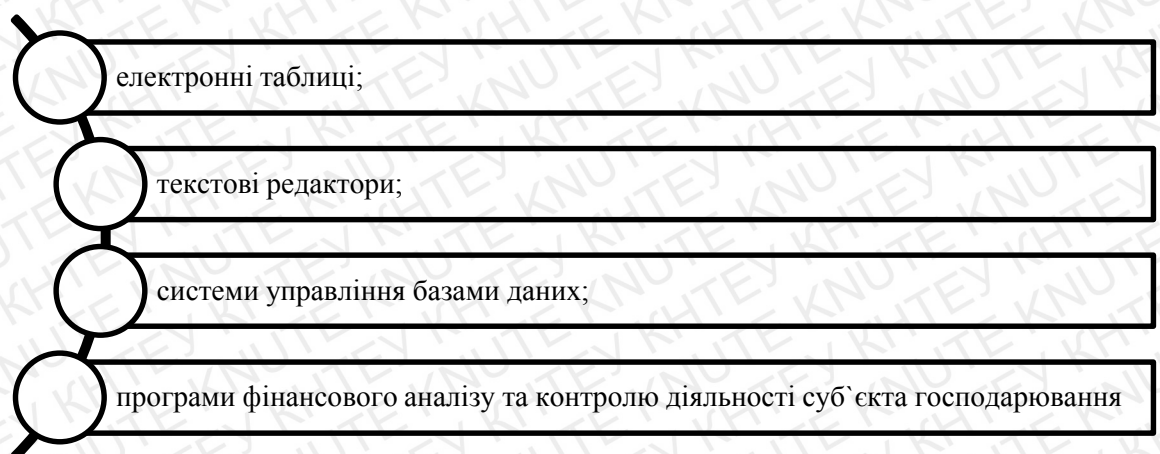 електронні таблиці;
текстові редактори;
системи управління базами даних;
програми фінансового аналізу та контролю діяльності суб`єкта господарювання